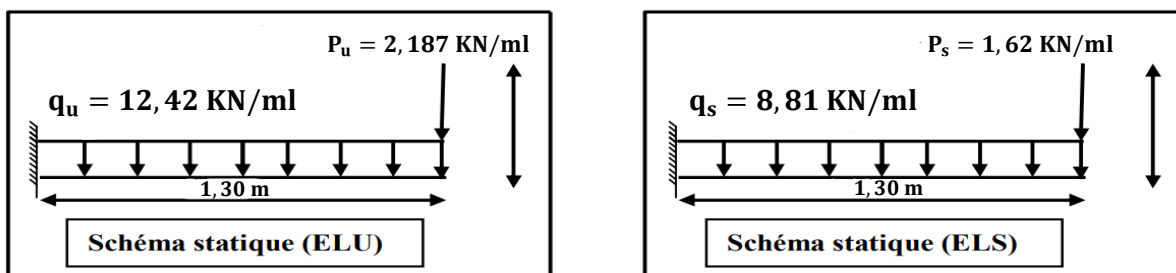 P_u = 2,187 KN/ml
q_u = 12,42 KN/ml
1,30 m
Schéma statique (ELU)
P_s = 1,62 KN/ml
q_s = 8,81 KN/ml
1,30 m
Schéma statique (ELS)